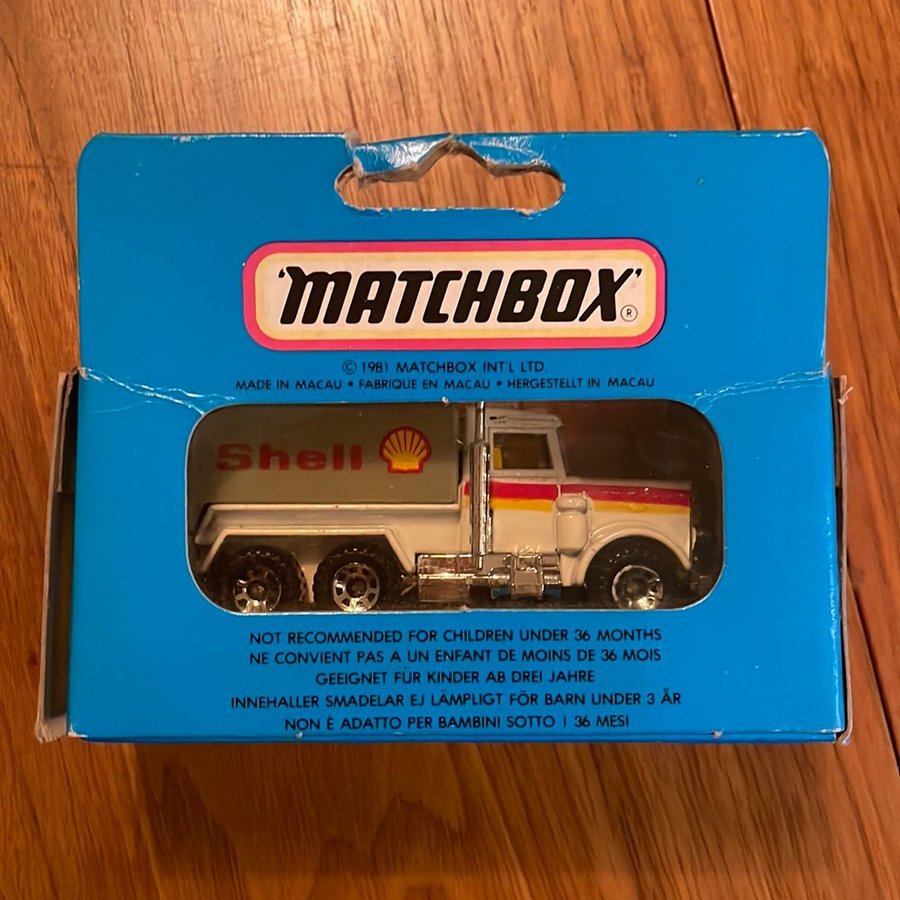 'MATCHBOX'®
© 1981 MATCHBOX INT'L LTD.
MADE IN MACAU • FABRIQUE EN MACAU • HERGESTELLT IN MACAU
Shell
NOT RECOMMENDED FOR CHILDREN UNDER 36 MONTHS
NE CONVIENT PAS A UN ENFANT DE MOINS DE 36 MOIS
GEEIGNET FÜR KINDER AB DREI JAHRE
INNEHALLER SMADELAR EJ LÄMPLIGT FÖR BARN UNDER 3 ÅR
NON È ADATTO PER BAMBINI SOTTO I 36 MESI